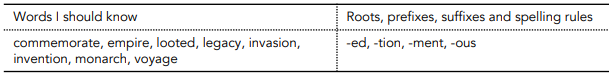 Words I should know
Roots, prefixes, suffixes and spelling rules
commemorate, empire, looted, legacy, invasion,
invention, monarch, voyage
-ed, -tion, -ment, -ous